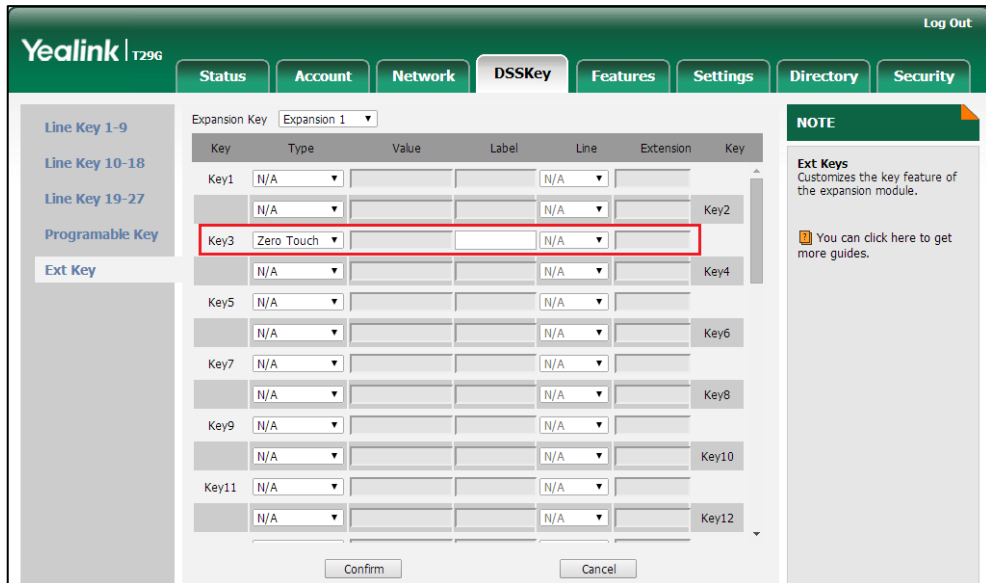 Log Out
Yealink | T29G
Status Account Network DSSKey Features Settings Directory Security
Line Key 1-9
Line Key 10-18
Line Key 19-27
Programable Key
Ext Key
Expansion Key Expansion 1
Key Type Value Label Line Extension Key
Key1 N/A N/A
N/A N/A Key2
Key3 Zero Touch N/A
N/A N/A Key4
Key5 N/A N/A
N/A N/A Key6
Key7 N/A N/A
N/A N/A Key8
Key9 N/A N/A
N/A N/A Key10
Key11 N/A N/A
N/A N/A Key12
Confirm Cancel
NOTE
Ext Keys
Customizes the key feature of
the expansion module.
You can click here to get
more guides.